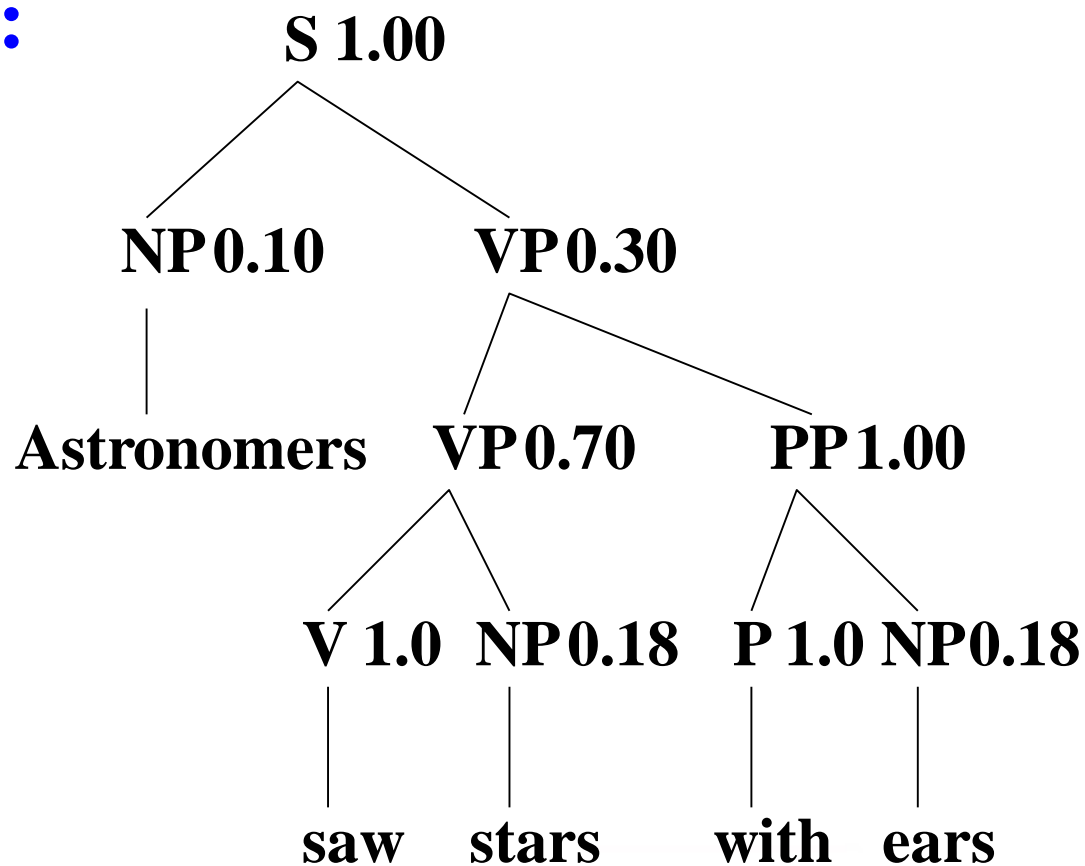 :
S 1.00
NP 0.10 VP 0.30
Astronomers VP 0.70 PP 1.00
V 1.0 NP 0.18 P 1.0 NP 0.18
saw stars with ears